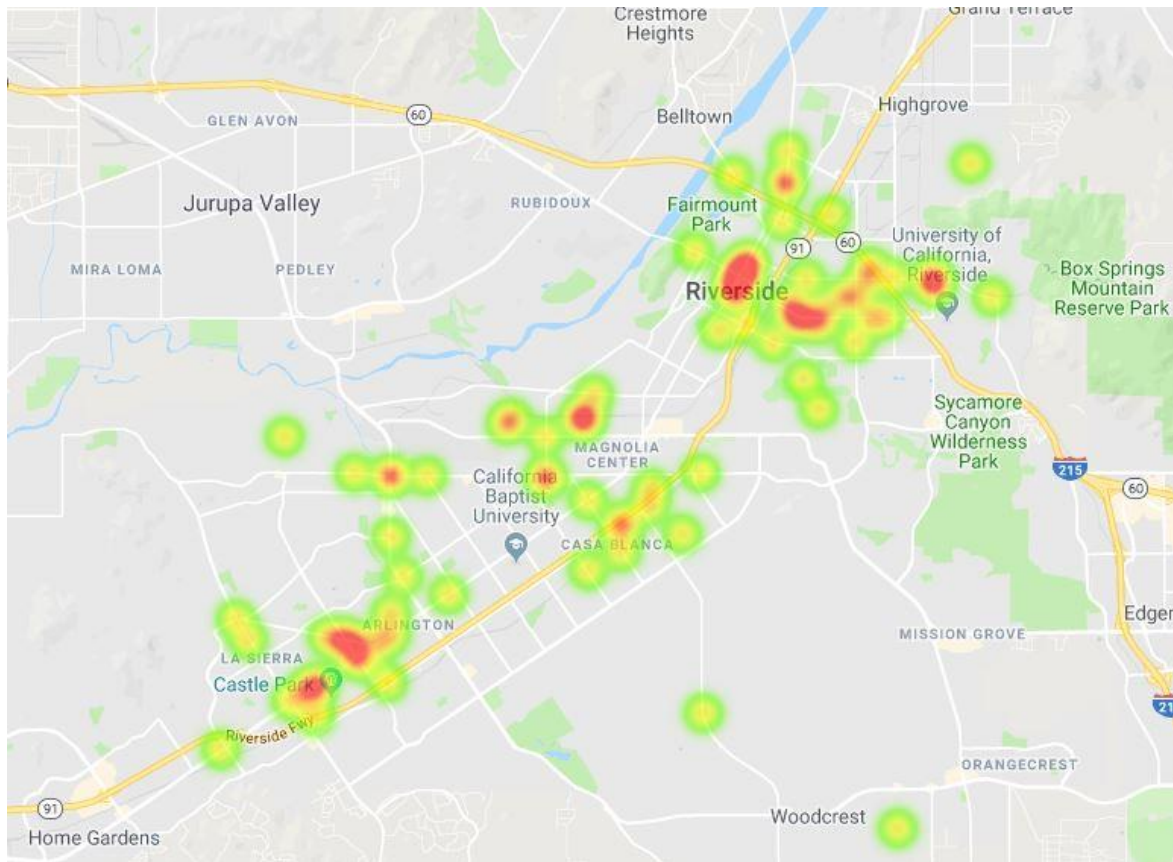 Crestmore
Heights
Grand Terrace
60
Belltown
Highgrove
GLEN AVON
Jurupa Valley
RUBIDOUX
Fairmount
Park
91
60
University of
California,
Riverside
MIRA LOMA
PEDLEY
Riverside
Box Springs
Mountain
Reserve Park
Sycamore
Canyon
Wilderness
Park
MAGNOLIA
CENTER
215
60
California
Baptist
University
CASA BLANCA
ARLINGTON
Edgem
MISSION GROVE
LA SIERRA
Castle Park
21
Riverside Fwy
ORANGECREST
91
Home Gardens
Woodcrest